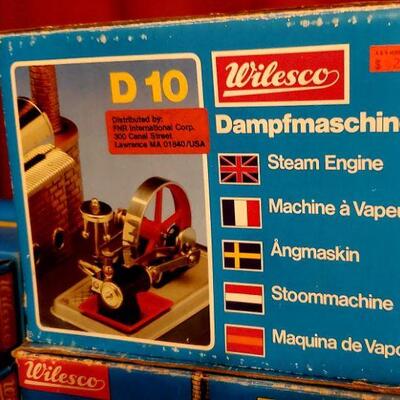 D 10
Wilesco
Distributed by:
PNR International Corp.
300 Canal Street
Lawrence MA 01840/USA
Dampfmaschin
Steam Engine
Machine à Vapeu
Ångmaskin
Stoommachine
Maquina de Vapo
Wilesco